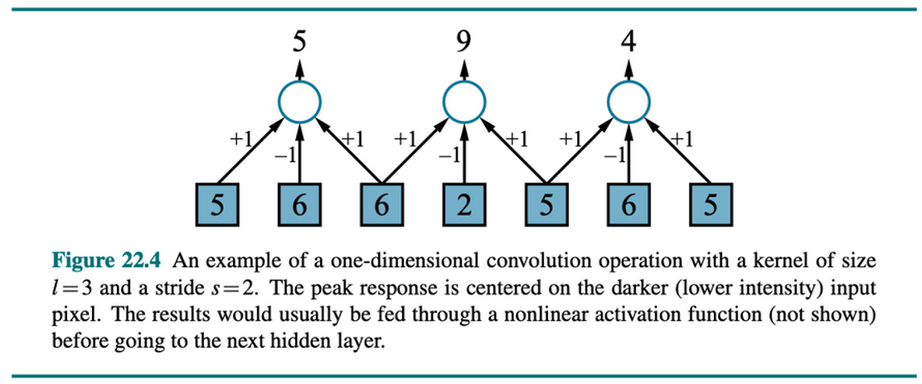 5 9 4
+1 −1 +1 +1 −1 +1 +1 −1 +1
5 6 6 2 5 6 5
Figure 22.4 An example of a one-dimensional convolution operation with a kernel of size
l=3 and a stride s=2. The peak response is centered on the darker (lower intensity) input
pixel. The results would usually be fed through a nonlinear activation function (not shown)
before going to the next hidden layer.